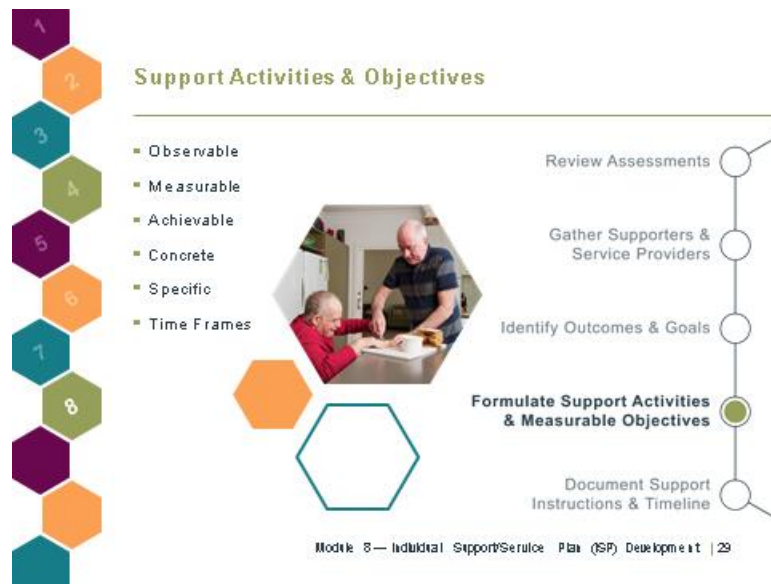 1
2
3
4
5
6
7
8
Support Activities & Objectives
Observable
Measurable
Achievable
Concrete
Specific
Time Frames
Review Assessments
Gather Supporters &
Service Providers
Identify Outcomes & Goals
Formulate Support Activities
& Measurable Objectives
Document Support
Instructions & Timeline
Module 8— Individual Support/Service Plan (ISP) Development | 29